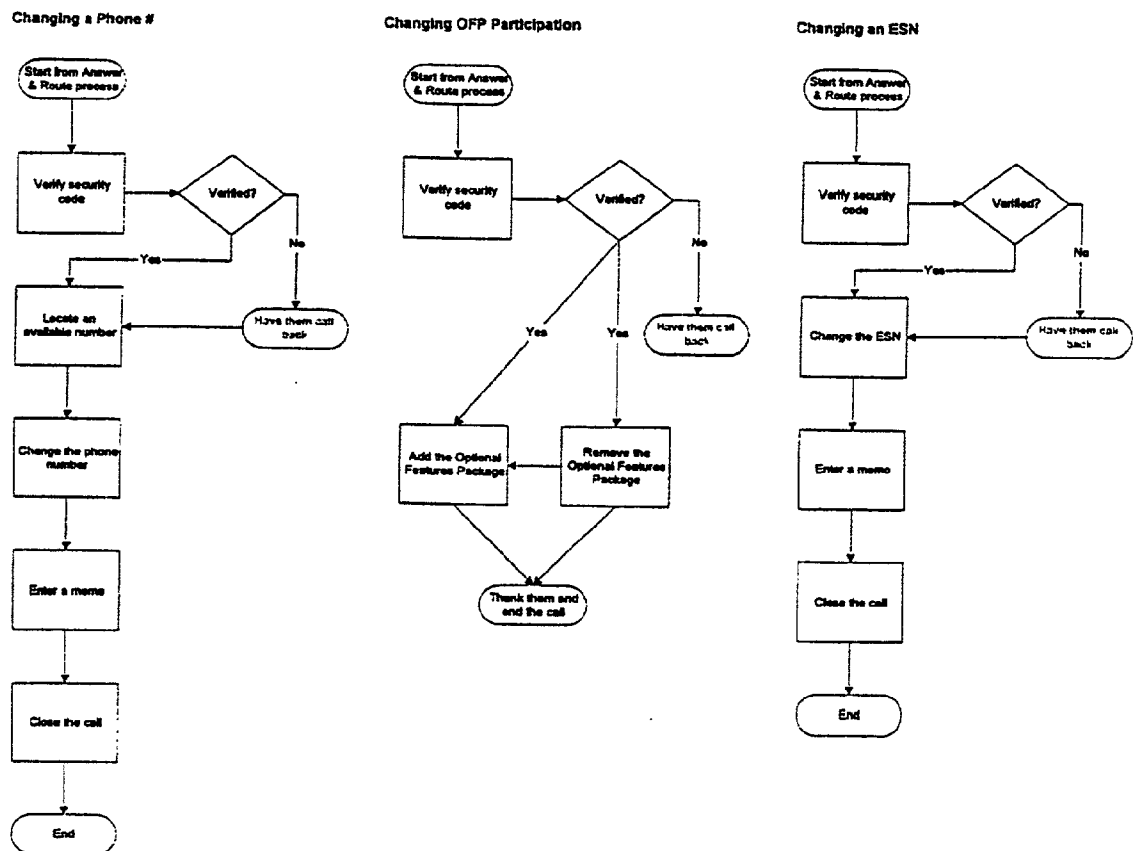 Changing a Phone #
Start from Answer
& Route process
Verify security
code
Verified?
No
Yes
Locate an
available number
Have them call
back
Change the phone
number
Enter a memo
Close the call
End
Changing OFP Participation
Start from Answer
& Route process
Verify security
code
Verified?
No
Yes
Yes
Have them call
back
Add the Optional
Features Package
Remove the
Optional Features
Package
Thank them and
end the call
Changing an ESN
Start from Answer
& Route process
Verify security
code
Verified?
No
Yes
Change the ESN
Have them call
back
Enter a memo
Close the call
End